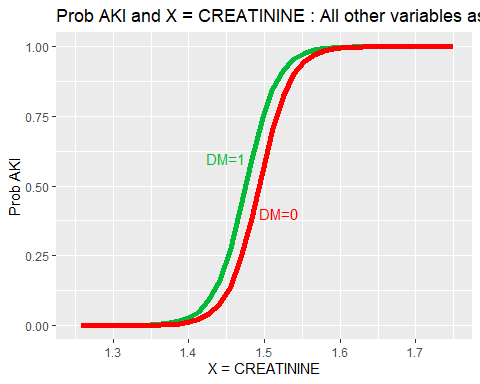 Prob AKI and X = CREATININE : All other variables as
1.00
0.75
DM=1
0.50
DM=0
0.25
0.00
Prob AKI
1.3 1.4 1.5 1.6 1.7
X = CREATININE